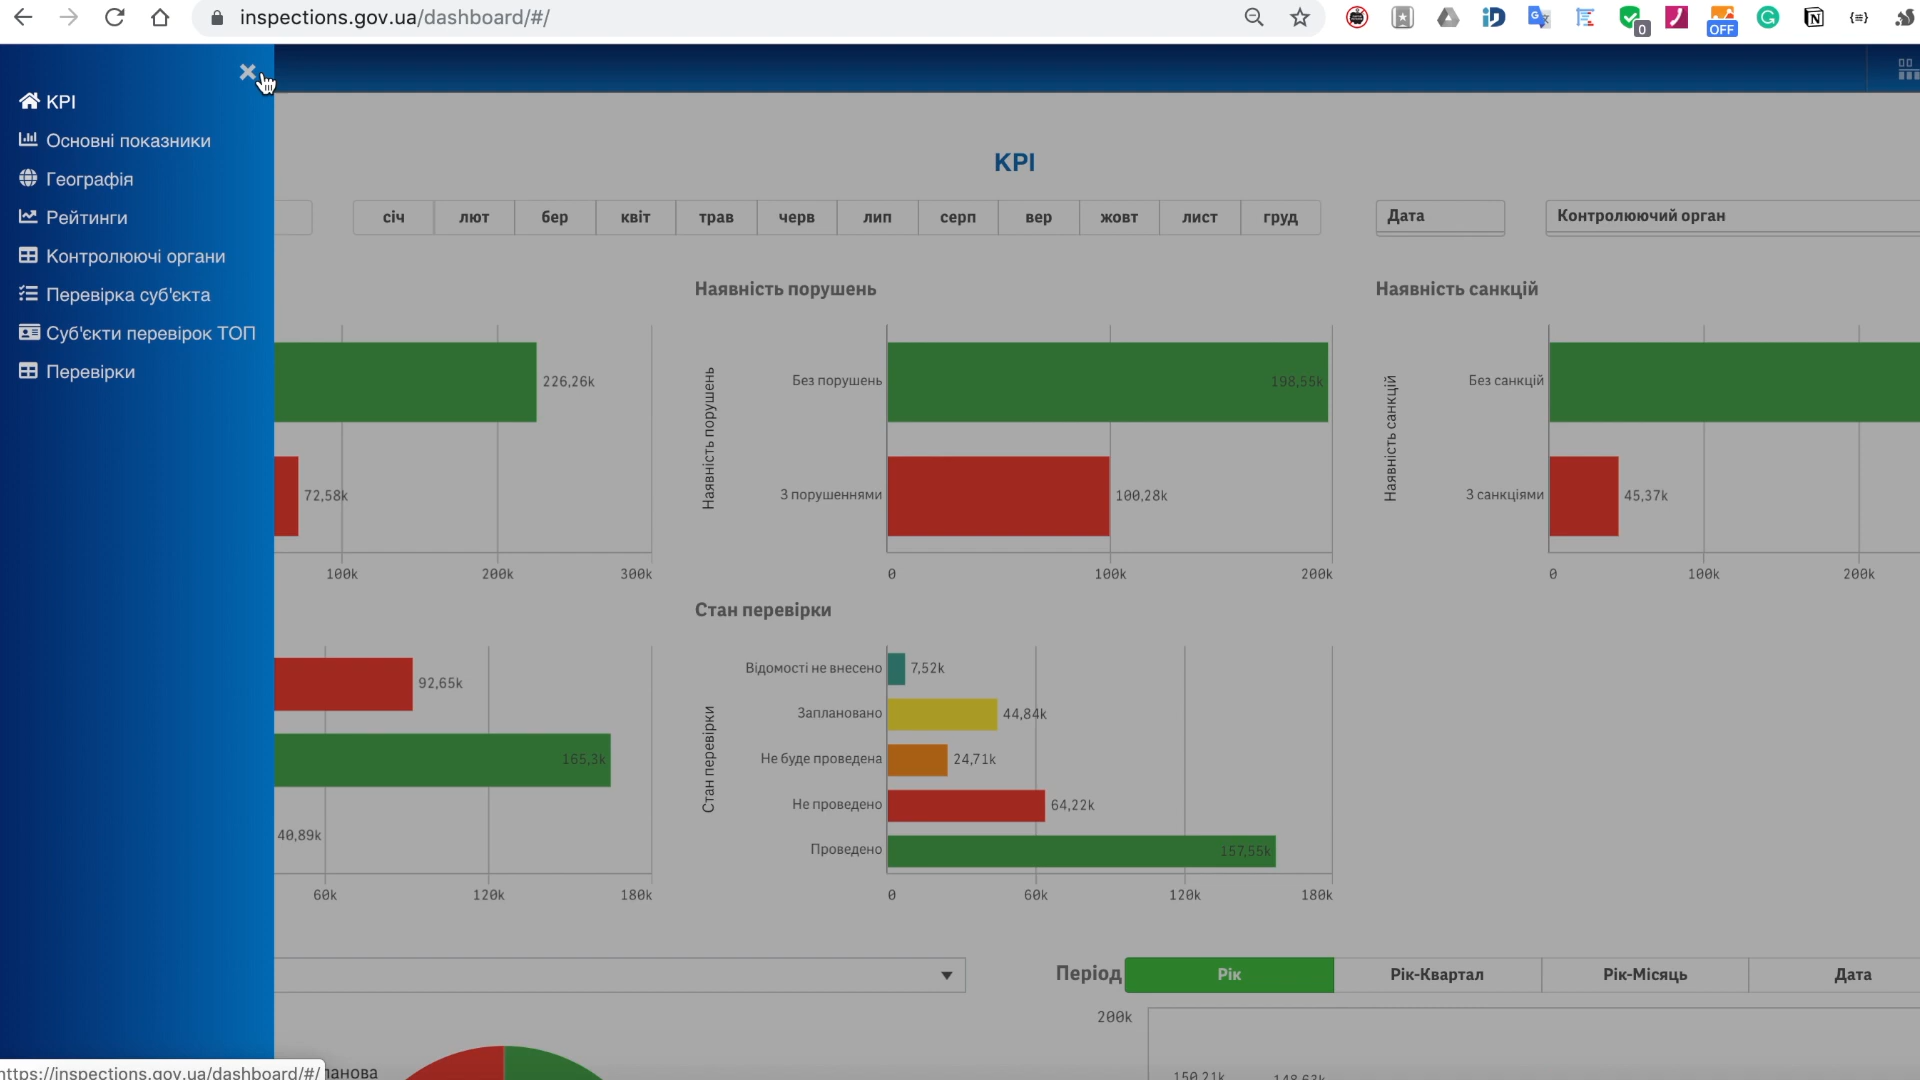 inspections.gov.ua/dashboard/#/
0
OFF
KPI
Основні показники
Географія
Рейтинги
Контролюючі органи
Перевірка суб'єкта
Суб'єкти перевірок ТОП
Перевірки
KPI
січ лют бер квіт трав черв лип серп вер жовт лист груд
Дата
Контролюючий орган
226,26k
72,58k
100k 200k 300k
Наявність порушень
Наявність порушень
Без порушень 198,55k
З порушеннями 100,28k
0 100k 200k
Наявність санкцій
Наявність санкцій
Без санкцій
З санкціями 45,37k
0 100k 200k
92,65k
165,3k
40,89k
60k 120k 180k
Стан перевірки
Стан перевірки
Відомості не внесено 7,52k
Заплановано 44,84k
Не буде проведена 24,71k
Не проведено 64,22k
Проведено 157,55k
0 60k 120k 180k
Період Рік Рік-Квартал Рік-Місяць Дата
200k
150,21k 148,63k
https://inspections.gov.ua/dashboard/#/
ланова